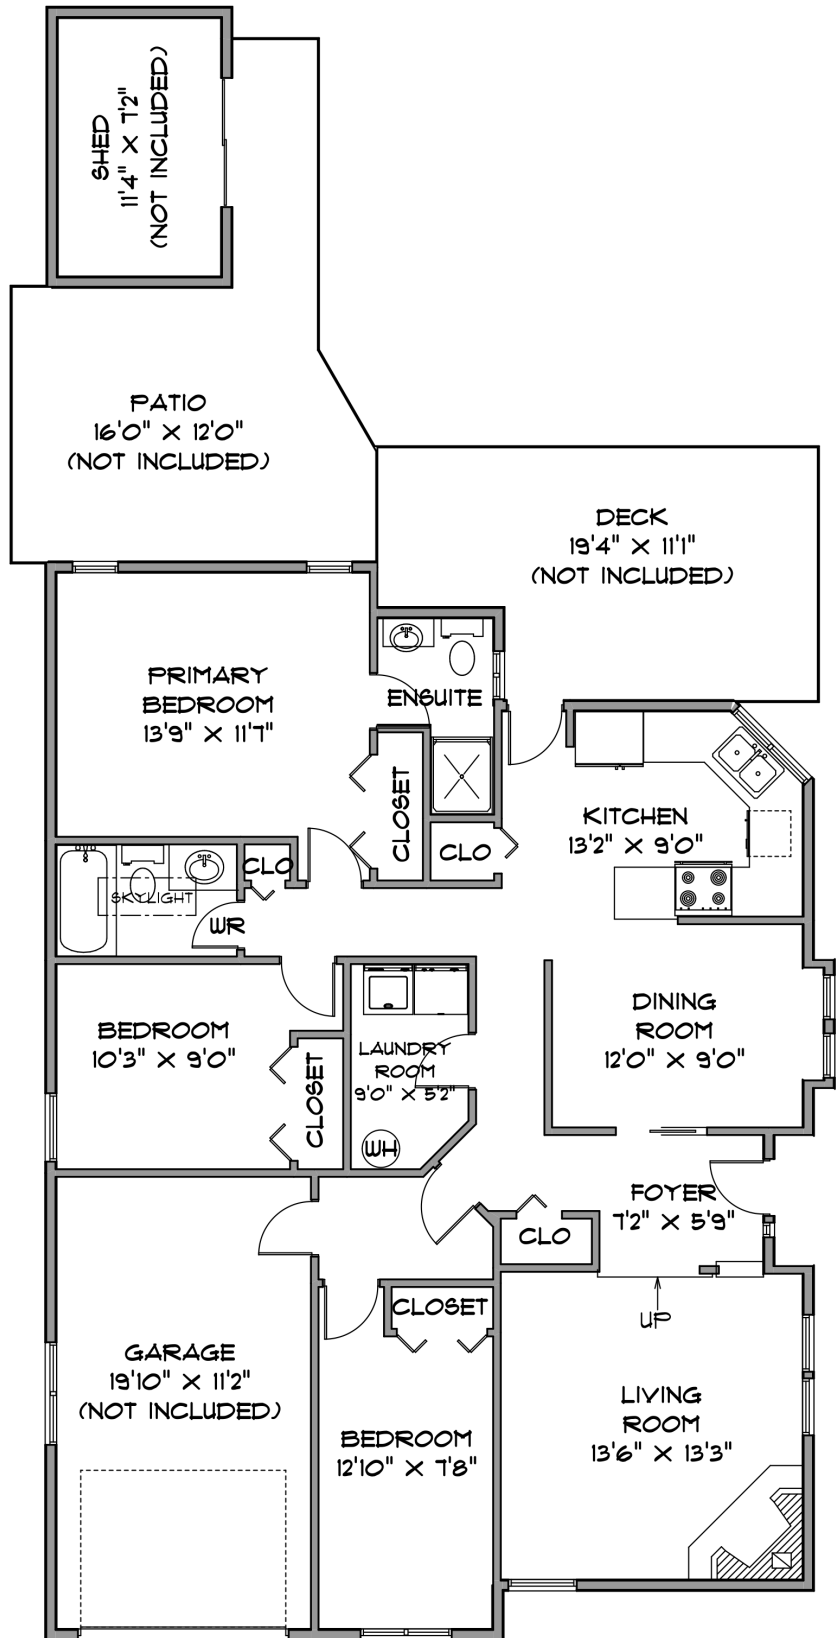 SHED
11'4" X 7'2"
(NOT INCLUDED)
PATIO
16'0" X 12'0"
(NOT INCLUDED)
DECK
19'4" X 11'1"
(NOT INCLUDED)
PRIMARY
BEDROOM
13'9" X 11'7"
ENSUITE
CLOSET
CLO
KITCHEN
13'2" X 9'0"
CLO
SKYLIGHT
WR
BEDROOM
10'3" X 9'0"
CLOSET
LAUNDRY
ROOM
9'0" X 5'2"
WH
DINING
ROOM
12'0" X 9'0"
FOYER
7'2" X 5'9"
CLO
UP
CLOSET
GARAGE
19'10" X 11'2"
(NOT INCLUDED)
BEDROOM
12'10" X 7'8"
LIVING
ROOM
13'6" X 13'3"